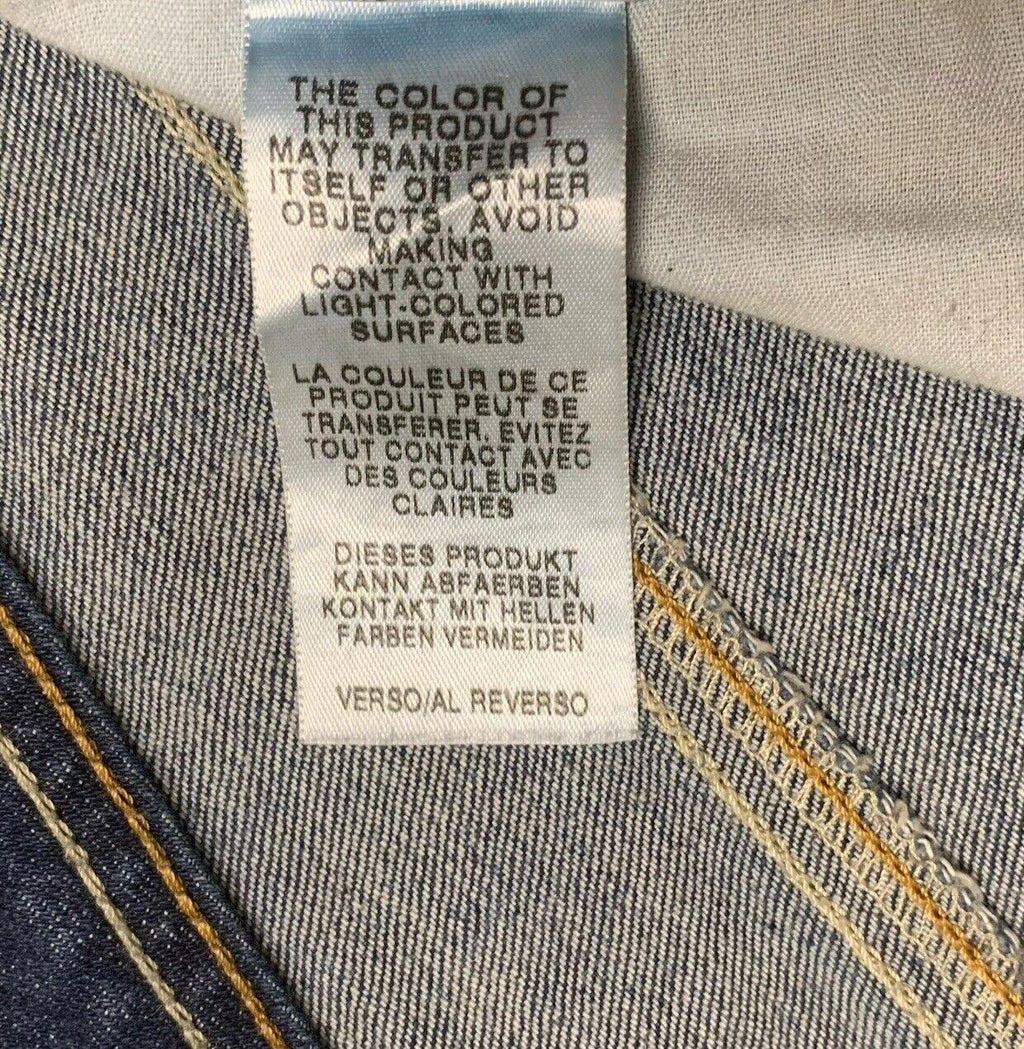 THE COLOR OF
THIS PRODUCT
MAY TRANSFER TO
ITSELF OR OTHER
OBJECTS. AVOID
MAKING
CONTACT WITH
LIGHT-COLORED
SURFACES
LA COULEUR DE CE
PRODUIT PEUT SE
TRANSFERER. EVITEZ
TOUT CONTACT AVEC
DES COULEURS
CLAIRES
DIESES PRODUKT
KANN ABFAERBEN
KONTAKT MIT HELLEN
FARBEN VERMEIDEN
VERSO/AL REVERSO